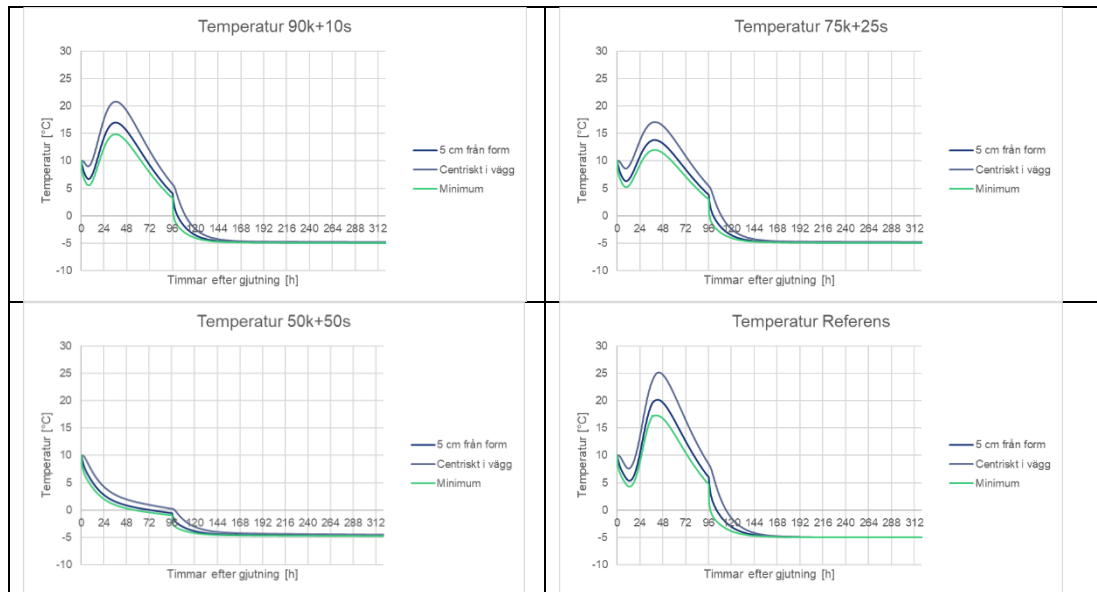 Temperatur 90k+10s
30
25
20
15
10
5
0
-5
-10
Temperatur [°C]
0 24 48 72 96 120 144 168 192 216 240 264 288 312
Timmar efter gjutning [h]
5 cm från form
Centriskt i vägg
Minimum
Temperatur 75k+25s
30
25
20
15
10
5
0
-5
-10
Temperatur [°C]
0 24 48 72 96 120 144 168 192 216 240 264 288 312
Timmar efter gjutning [h]
5 cm från form
Centriskt i vägg
Minimum
Temperatur 50k+50s
30
25
20
15
10
5
0
-5
-10
Temperatur [°C]
0 24 48 72 96 120 144 168 192 216 240 264 288 312
Timmar efter gjutning [h]
5 cm från form
Centriskt i vägg
Minimum
Temperatur Referens
30
25
20
15
10
5
0
-5
-10
Temperatur [°C]
0 24 48 72 96 120 144 168 192 216 240 264 288 312
Timmar efter gjutning [h]
5 cm från form
Centriskt i vägg
Minimum